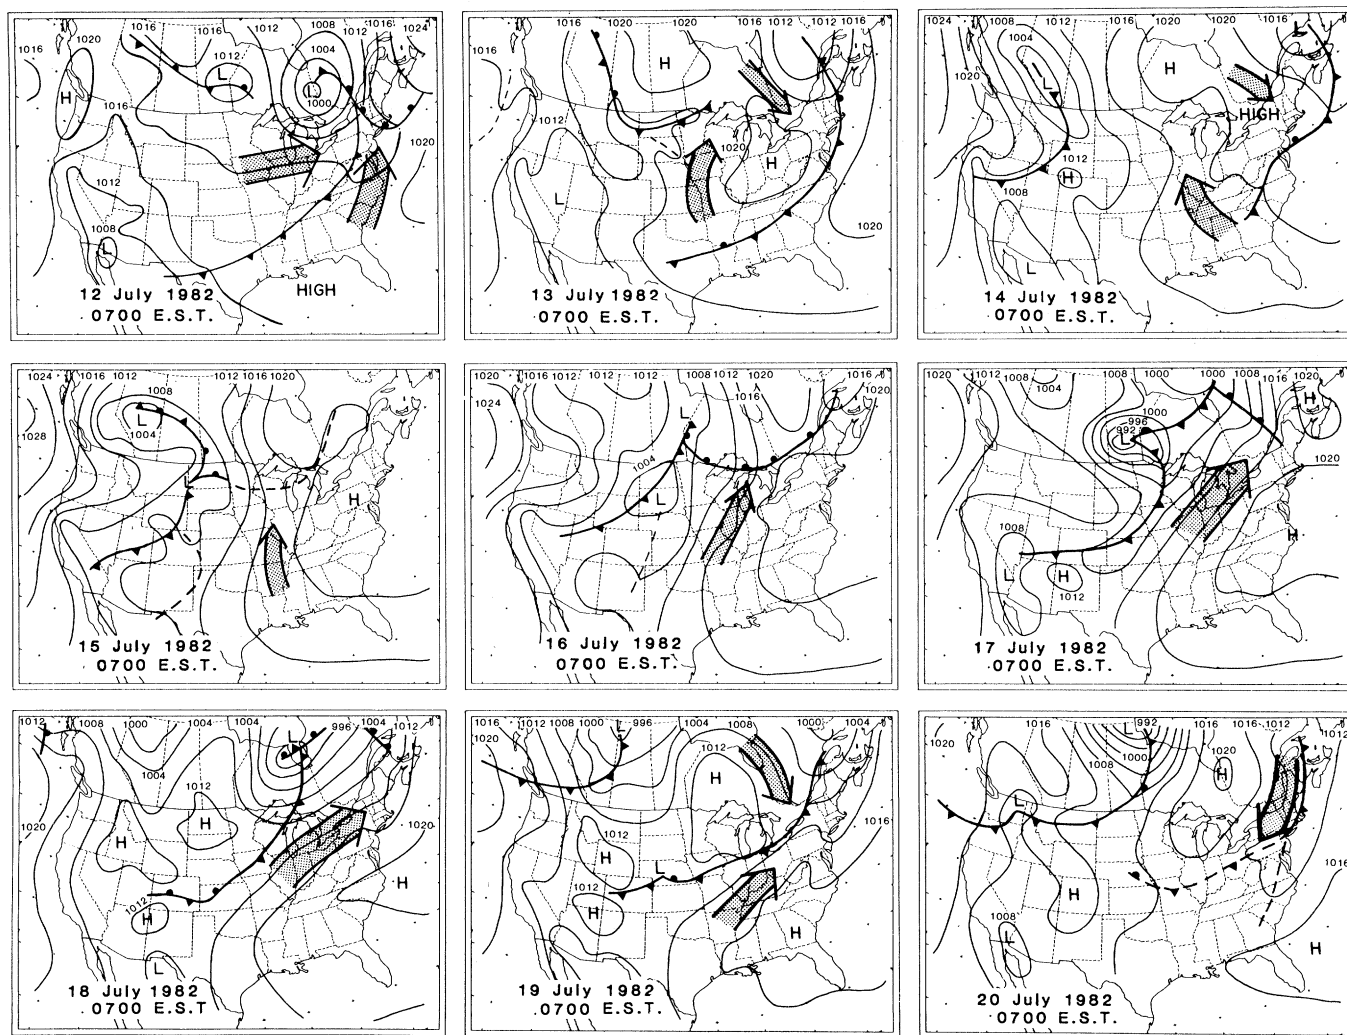 1016 1020 1016 1016 1012 1008 1012 1016 1024
1004
1012
L
L
1000
H
1016
1020
1012
1008
L
HIGH
12 July 1982
0700 E.S.T.
1016 1020 1020 1016 1012 1012 1016
1016
H
1012
1020
H
L
1020
13 July 1982
0700 E.S.T.
1024 1016 1012 1016 1020 1020 1016
1004
L
L
H
1020
HIGH
1012
H
1008
L
14 July 1982
0700 E.S.T.
1024 1016 1012 1008 1012 1016 1020
L
1004
1028
L
H
15 July 1982
0700 E.S.T.
1020 1016 1012 1012 1008 1012 1020 1020
1016
1024
L
1004
L
16 July 1982
0700 E.S.T.
1020 1012 1008 1004 1008 1000 1000 1008 1016
H
996
992
L
1020
1008
H
L
H
1012
17 July 1982
0700 E.S.T.
1012 1008 1000 1004 1004 996 1004 1012
L
1004
1012
H
1020
H
1020
H
1012
H
L
18 July 1982
0700 E.S.T.
1016 1012 1008 1000 996 1004 1008 1000 1004
L
1020
1012
H
1016
1012
H
L
1012
H
H
19 July 1982
0700 E.S.T.
1016 992 1016 1016 1012 1012
L
1020
1000
1020
H
1008
L
H
H
1016
1008
L
H
20 July 1982
0700 E.S.T.